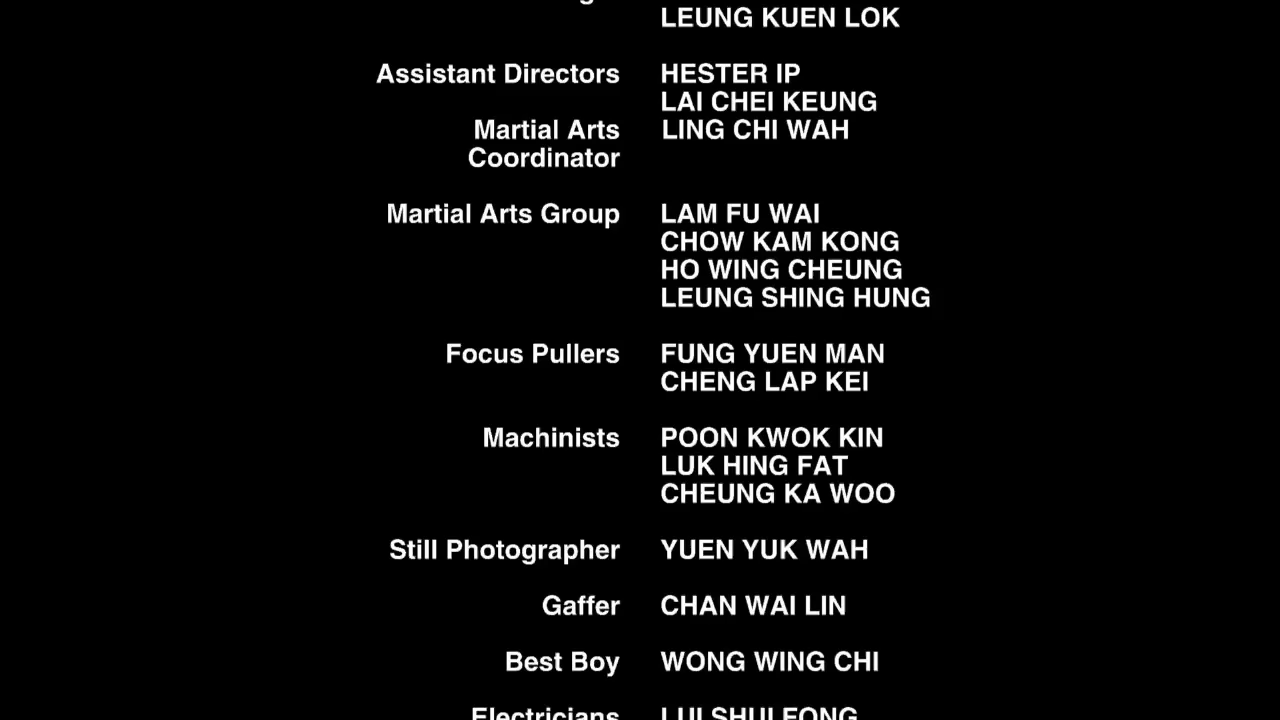 LEUNG KUEN LOK
Assistant Directors HESTER IP
LAI CHEI KEUNG
Martial Arts LING CHI WAH
Coordinator
Martial Arts Group LAM FU WAI
CHOW KAM KONG
HO WING CHEUNG
LEUNG SHING HUNG
Focus Pullers FUNG YUEN MAN
CHENG LAP KEI
Machinists POON KWOK KIN
LUK HING FAT
CHEUNG KA WOO
Still Photographer YUEN YUK WAH
Gaffer CHAN WAI LIN
Best Boy WONG WING CHI
Electricians LUI SHUI FONG